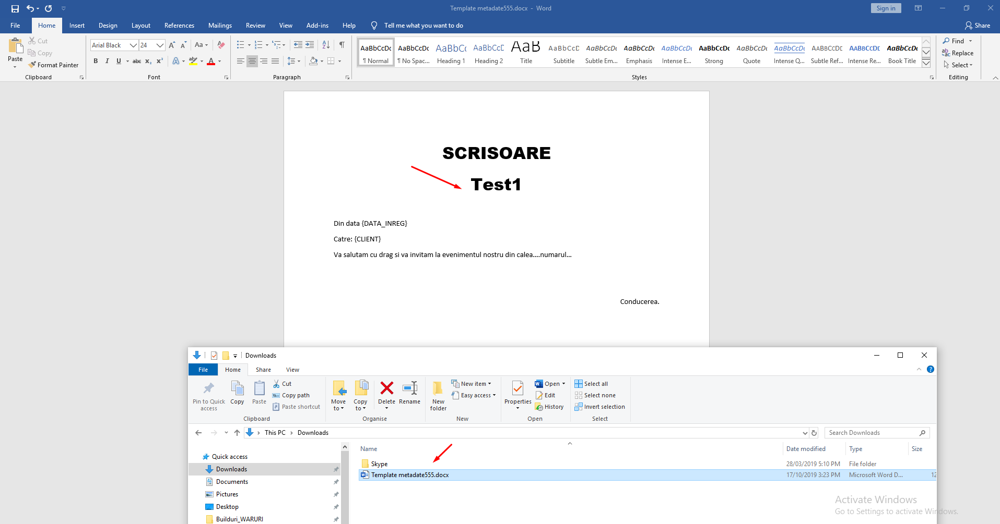 Template metadate555.docx - Word
Sign in
File Home Insert Design Layout References Mailings Review View Add-ins Help Tell me what you want to do Share
Paste
Cut
Copy
Format Painter
Clipboard
Arial Black 24
Aa
B I U abc x₂ x²
Font
Paragraph
AaBbCcDc AaBbCcDc AaBbCc AaBbCcD AaB AaBbCcD AaBbCcDc AaBbCcDc AaBbCcDc AaBbCcDc AaBbCcDc AaBbCcDc AABBCCDD AABBCCDD AaBbCcDc
¶ Normal ¶ No Spac... Heading 1 Heading 2 Title Subtitle Subtle Em... Emphasis Intense E... Strong Quote Intense Q... Subtle Ref... Intense Re... Book Title
Styles
Find
Replace
Select
Editing
SCRISOARE
Test1
Din data {DATA_INREG}
Catre: {CLIENT}
Va salutam cu drag si va invitam la evenimentul nostru din calea....numarul...
Conducerea.
Downloads
File Home Share View
Pin to Quick access
Copy
Paste
Cut
Copy path
Paste shortcut
Clipboard
Move to
Copy to
Delete
Rename
Organise
New folder
New item
Easy access
New
Properties
Open
Edit
History
Open
Select all
Select none
Invert selection
Select
This PC > Downloads
Search Downloads
Quick access
Downloads
Documents
Pictures
Desktop
Builduri_WARURI
Name Date modified Type Size
Skype 28/03/2019 5:10 PM File folder
Template metadate555.docx 17/10/2019 3:23 PM Microsoft Word D... 12
Activate Windows
Go to Settings to activate Windows.